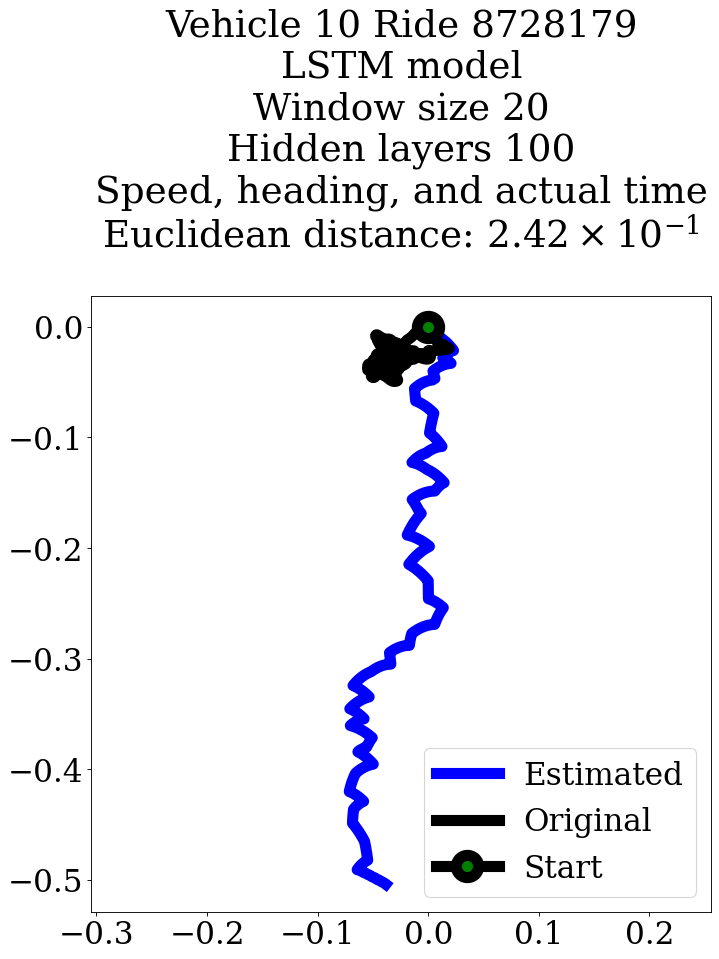 Vehicle 10 Ride 8728179
LSTM model
Window size 20
Hidden layers 100
Speed, heading, and actual time
Euclidean distance: 2.42 × 10⁻¹
0.0
−0.1
−0.2
−0.3
−0.4
−0.5
Estimated
Original
Start
−0.3 −0.2 −0.1 0.0 0.1 0.2